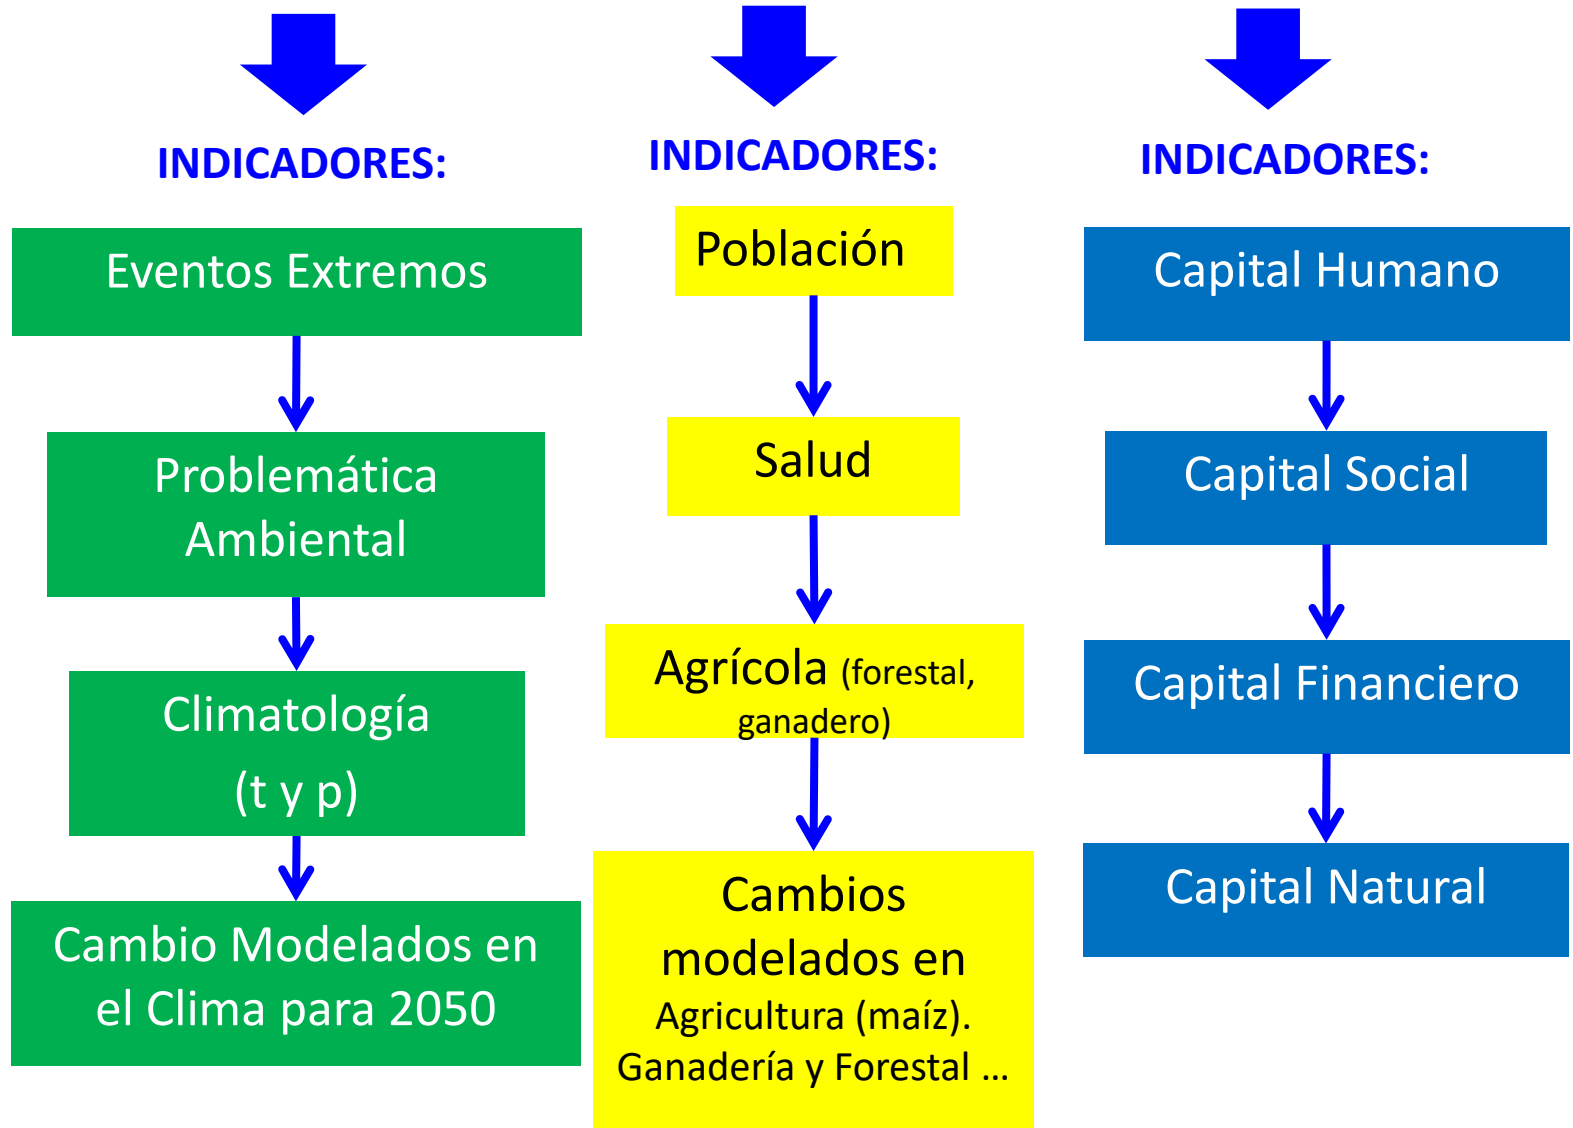 INDICADORES:
Eventos Extremos
Problemática
Ambiental
Climatología
(t y p)
Cambio Modelados en
el Clima para 2050
INDICADORES:
Población
Salud
Agrícola (forestal,
ganadero)
Cambios
modelados en
Agricultura (maíz).
Ganadería y Forestal ...
INDICADORES:
Capital Humano
Capital Social
Capital Financiero
Capital Natural